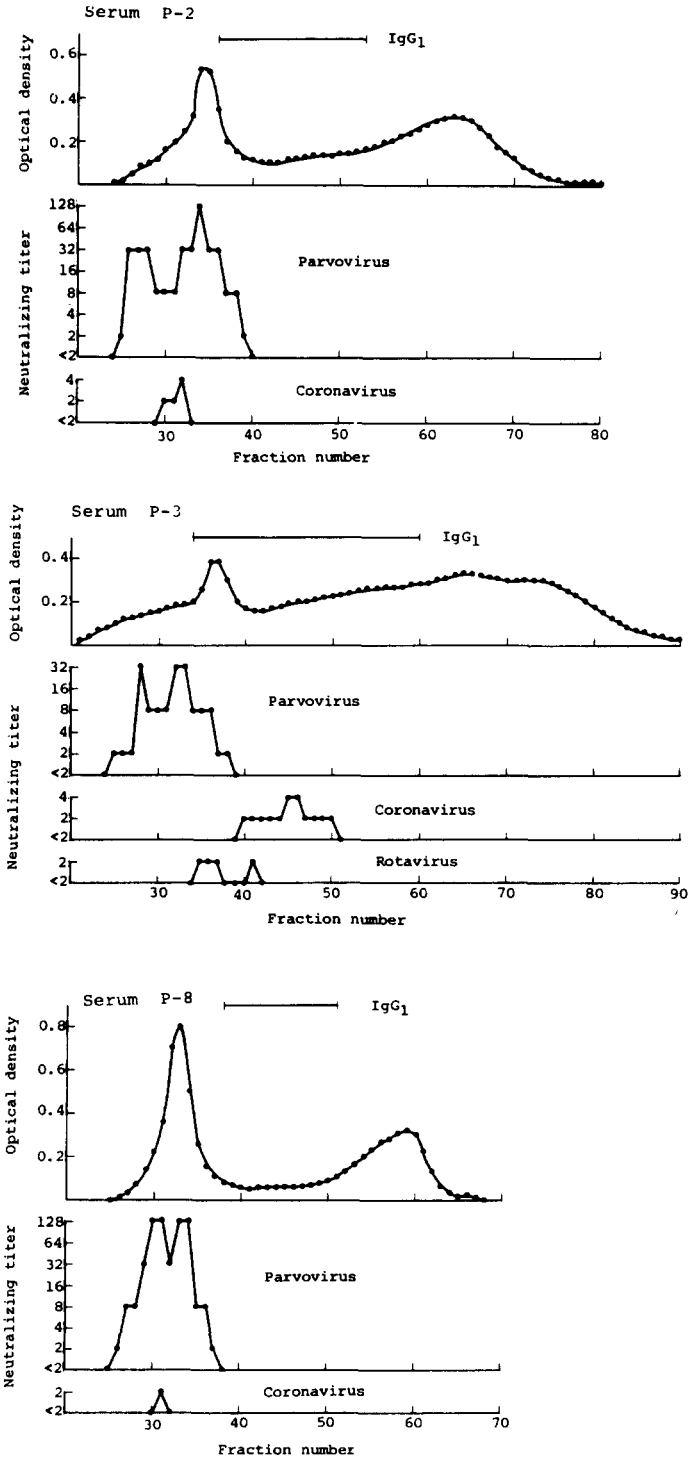 Serum P-2
IgG1
Optical density
0.6
0.4
0.2
Neutralizing titer
128
64
32
16
8
4
2
<2
Parvovirus
4
2
<2
Coronavirus
30 40 50 60 70 80
Fraction number
Serum P-3
IgG1
Optical density
0.4
0.2
Neutralizing titer
32
16
8
4
2
<2
Parvovirus
4
2
<2
Coronavirus
2
<2
Rotavirus
30 40 50 60 70 80 90
Fraction number
Serum P-8
IgG1
Optical density
0.8
0.6
0.4
0.2
Neutralizing titer
128
64
32
16
8
4
2
<2
Parvovirus
2
<2
Coronavirus
30 40 50 60 70
Fraction number